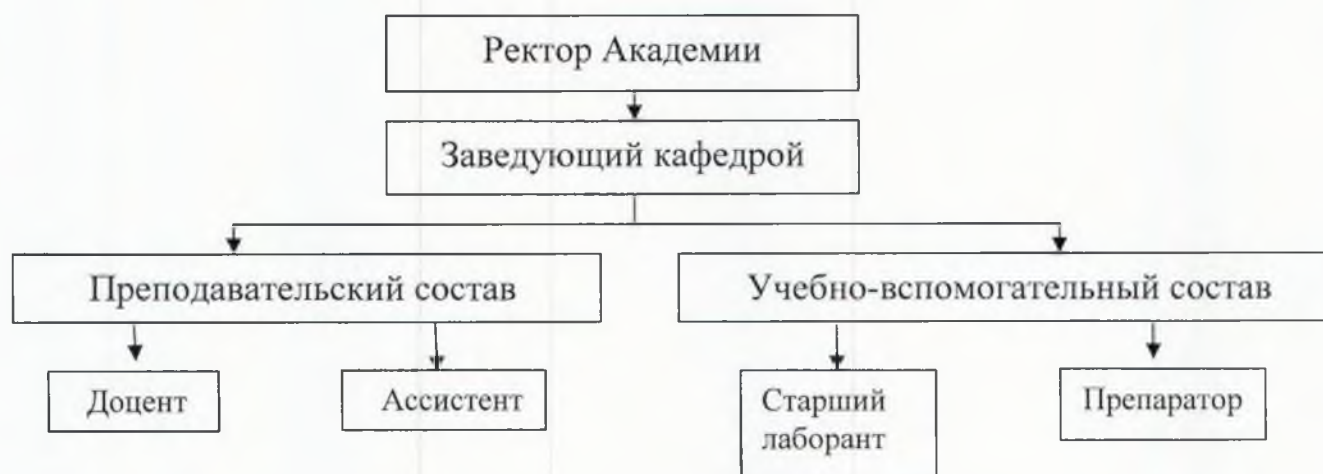 Ректор Академии
Заведующий кафедрой
Преподавательский состав
Учебно-вспомогательный состав
Доцент
Ассистент
Старший
лаборант
Препаратор